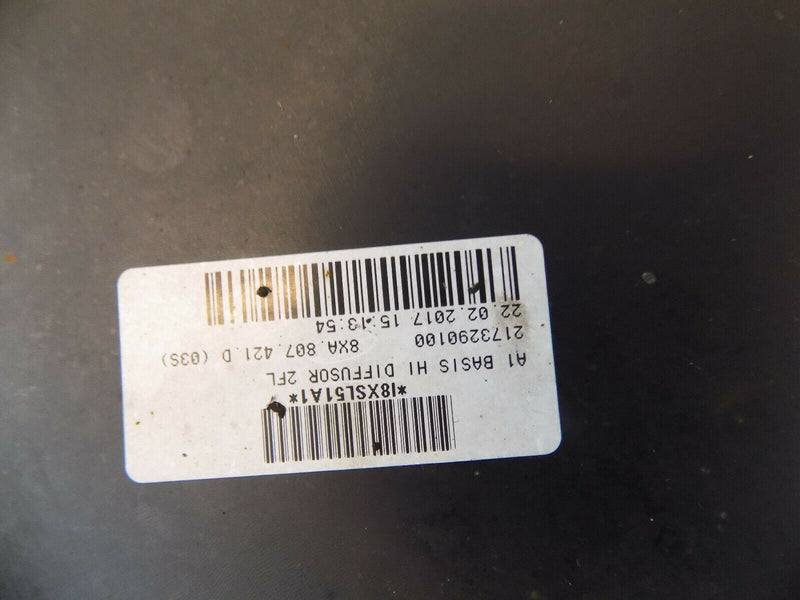 *I8XSL51A1*
A1 BASIS HI DIFFUSOR 2FL
2173290100 8XA.807.421.D (03S)
22.02.2017 15:13:54